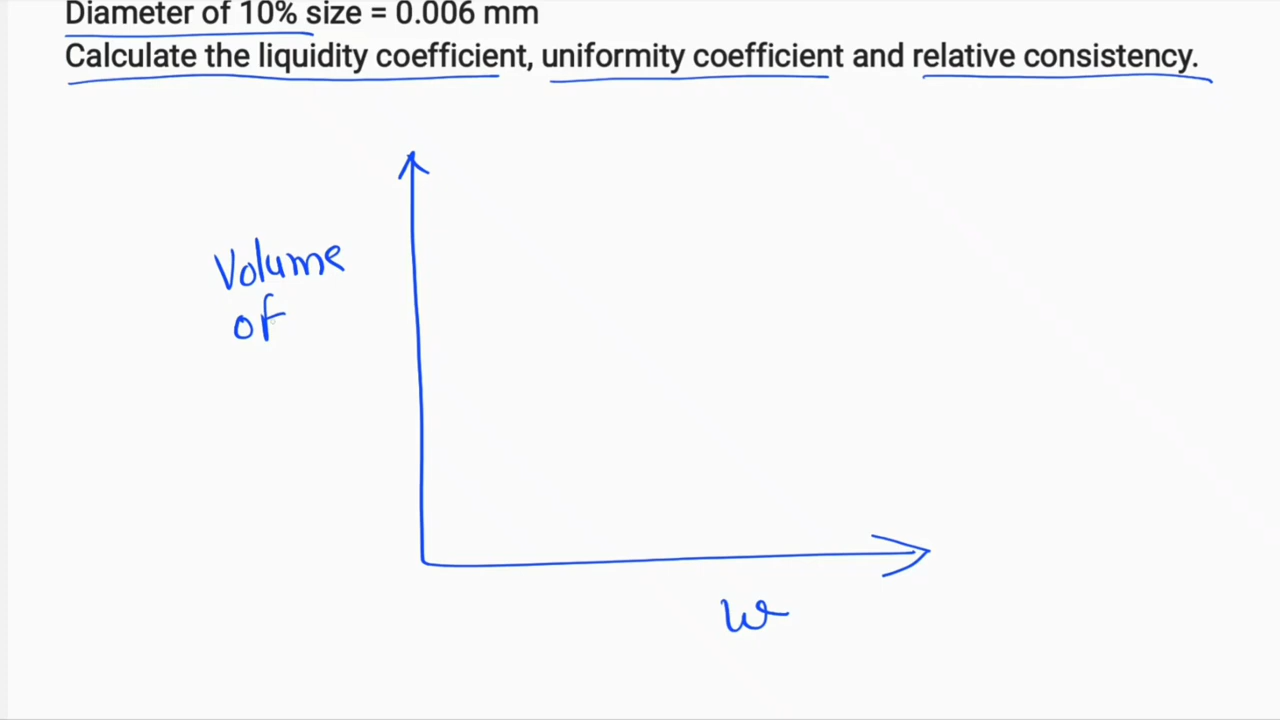 Diameter of 10% size = 0.006 mm
Calculate the liquidity coefficient, uniformity coefficient and relative consistency.
Volume
of
w